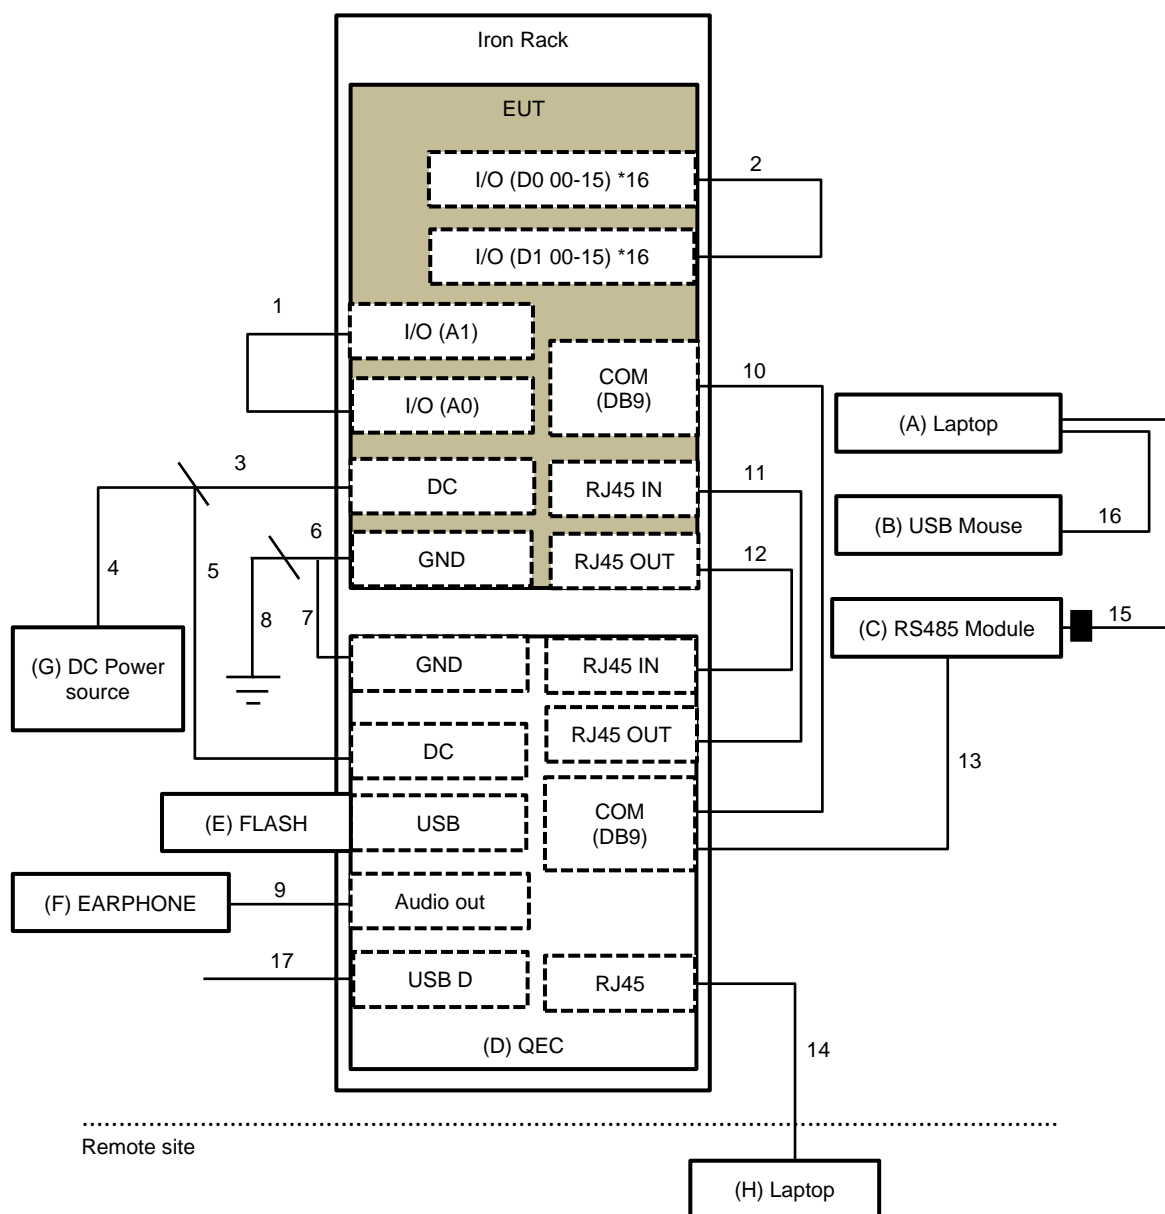 Iron Rack
EUT
I/O (D0 00-15) *16
2
I/O (D1 00-15) *16
1
I/O (A1)
COM
(DB9)
10
I/O (A0)
(A) Laptop
3
DC
RJ45 IN
11
(B) USB Mouse
16
6
GND
RJ45 OUT
12
4
5
8
7
(C) RS485 Module
15
(G) DC Power
source
GND
RJ45 IN
DC
RJ45 OUT
13
(E) FLASH
USB
COM
(DB9)
(F) EARPHONE
9
Audio out
17
USB D
RJ45
(D) QEC
14
Remote site
(H) Laptop